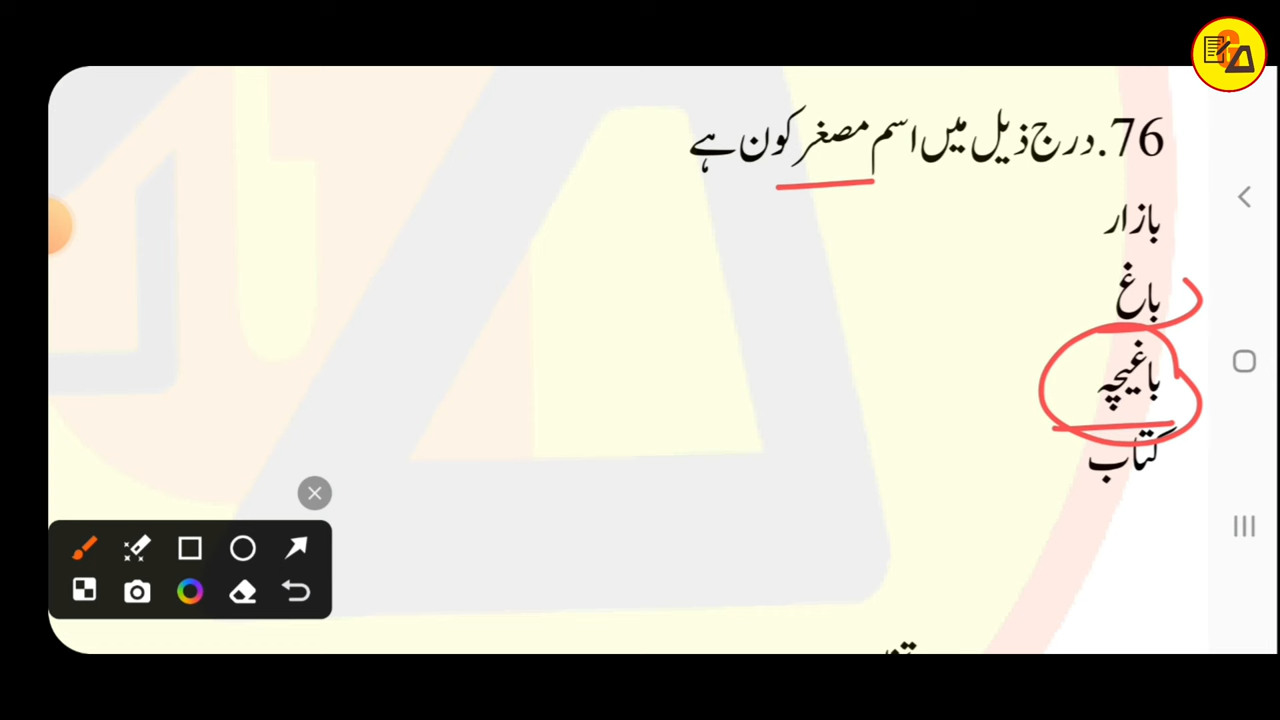 76. درج ذیل میں اسم مصغر کون ہے
بازار
باغ
باغیچہ
کتاب